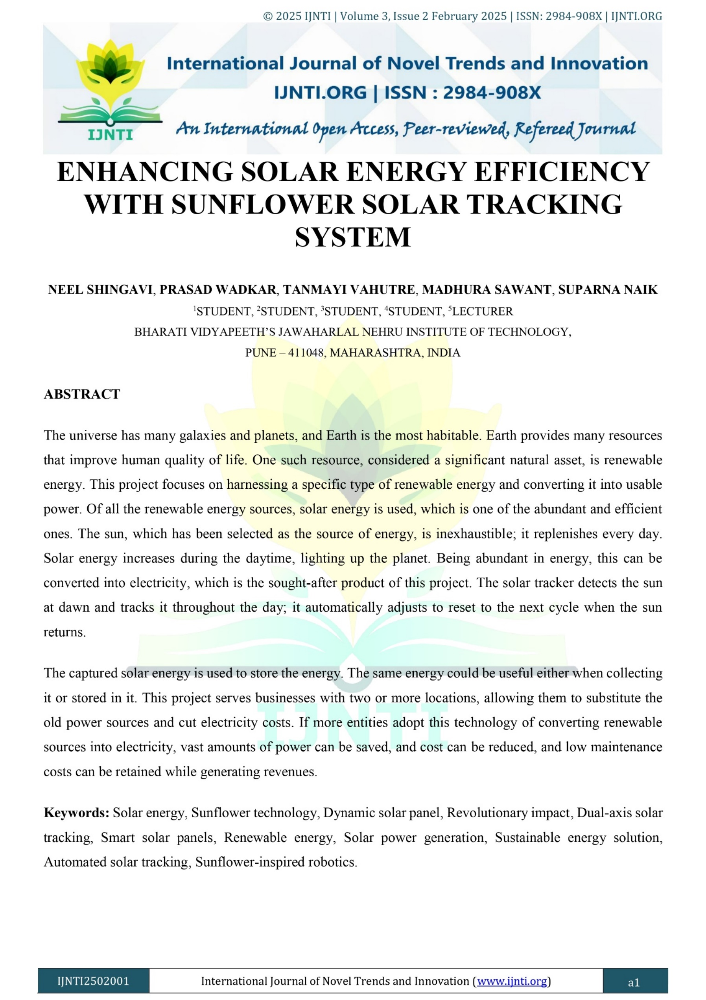 © 2025 IJNTI | Volume 3, Issue 2 February 2025 | ISSN: 2984-908X | IJNTI.ORG
International Journal of Novel Trends and Innovation
IJNTI.ORG | ISSN : 2984-908X
An International Open Access, Peer-reviewed, Refereed Journal
IJNTI
ENHANCING SOLAR ENERGY EFFICIENCY
WITH SUNFLOWER SOLAR TRACKING
SYSTEM
NEEL SHINGAVI, PRASAD WADKAR, TANMAYI VAHUTRE, MADHURA SAWANT, SUPARNA NAIK
¹STUDENT, ²STUDENT, ³STUDENT, ⁴STUDENT, ⁵LECTURER
BHARATI VIDYAPEETH’S JAWAHARLAL NEHRU INSTITUTE OF TECHNOLOGY,
PUNE – 411048, MAHARASHTRA, INDIA
ABSTRACT
The universe has many galaxies and planets, and Earth is the most habitable. Earth provides many resources
that improve human quality of life. One such resource, considered a significant natural asset, is renewable
energy. This project focuses on harnessing a specific type of renewable energy and converting it into usable
power. Of all the renewable energy sources, solar energy is used, which is one of the abundant and efficient
ones. The sun, which has been selected as the source of energy, is inexhaustible; it replenishes every day.
Solar energy increases during the daytime, lighting up the planet. Being abundant in energy, this can be
converted into electricity, which is the sought-after product of this project. The solar tracker detects the sun
at dawn and tracks it throughout the day; it automatically adjusts to reset to the next cycle when the sun
returns.
The captured solar energy is used to store the energy. The same energy could be useful either when collecting
it or stored in it. This project serves businesses with two or more locations, allowing them to substitute the
old power sources and cut electricity costs. If more entities adopt this technology of converting renewable
sources into electricity, vast amounts of power can be saved, and cost can be reduced, and low maintenance
costs can be retained while generating revenues.
IJNTI
Keywords: Solar energy, Sunflower technology, Dynamic solar panel, Revolutionary impact, Dual-axis solar
tracking, Smart solar panels, Renewable energy, Solar power generation, Sustainable energy solution,
Automated solar tracking, Sunflower-inspired robotics.
IJNTI2502001
International Journal of Novel Trends and Innovation (www.ijnti.org)
a1